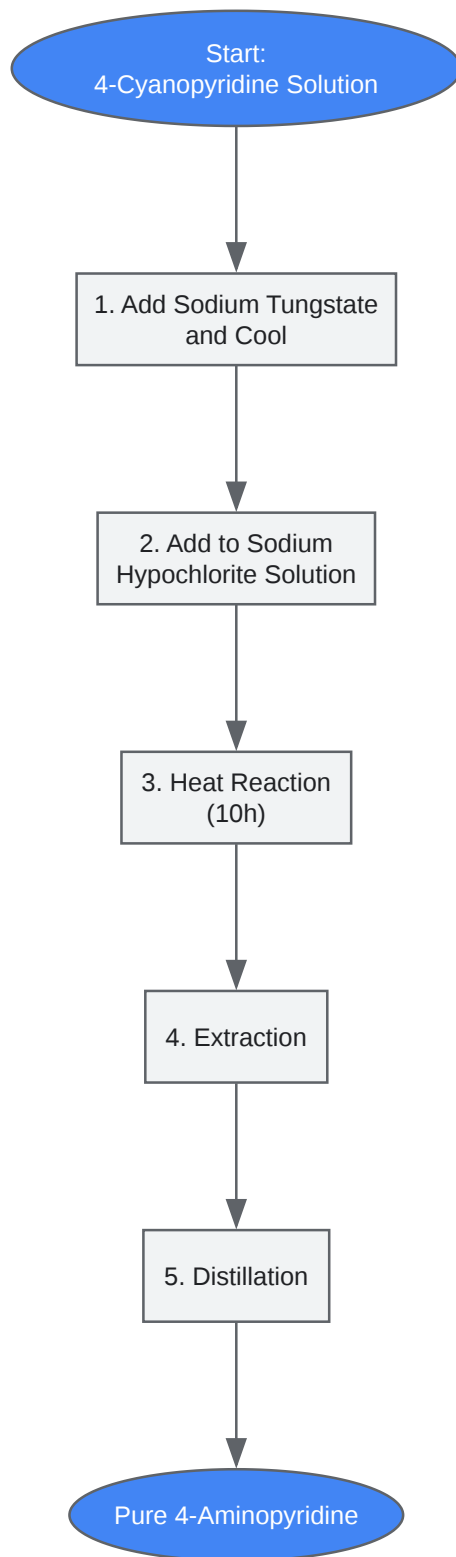 Start:
4-Cyanopyridine Solution
1. Add Sodium Tungstate
and Cool
2. Add to Sodium
Hypochlorite Solution
3. Heat Reaction
(10h)
4. Extraction
5. Distillation
Pure 4-Aminopyridine